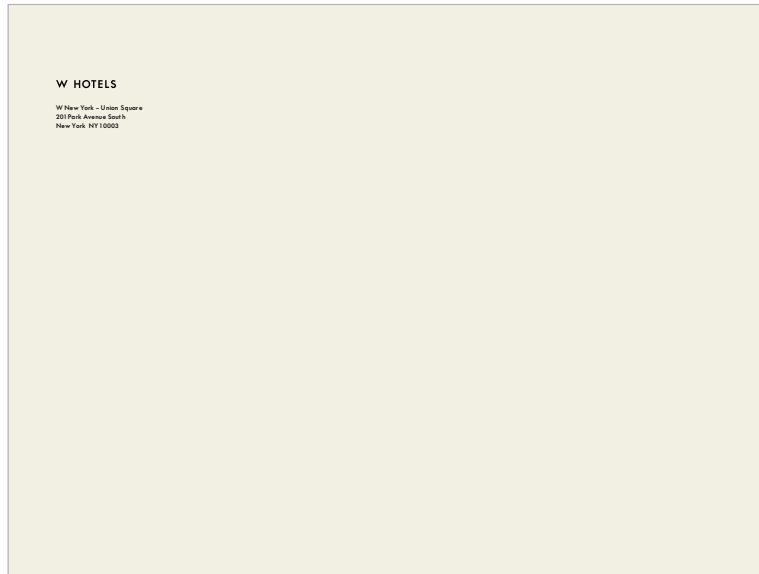 W HOTELS
W New York – Union Square
201 Park Avenue South
New York NY 10003